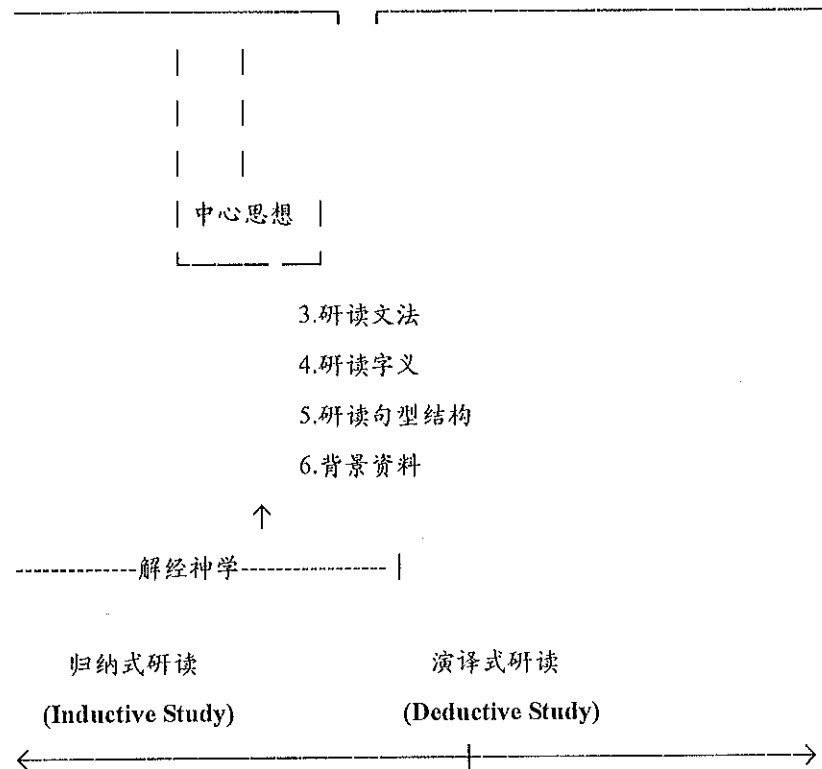 中心思想
3.研读文法
4.研读字义
5.研读句型结构
6.背景资料
解经神学
归纳式研读 演译式研读
(Inductive Study) (Deductive Study)